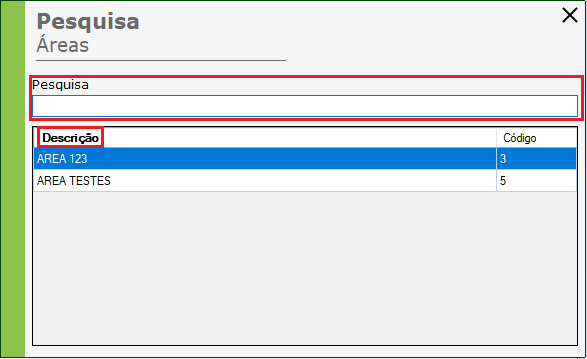 Pesquisa
Áreas
Pesquisa
Descrição Código
AREA 123 3
AREA TESTES 5